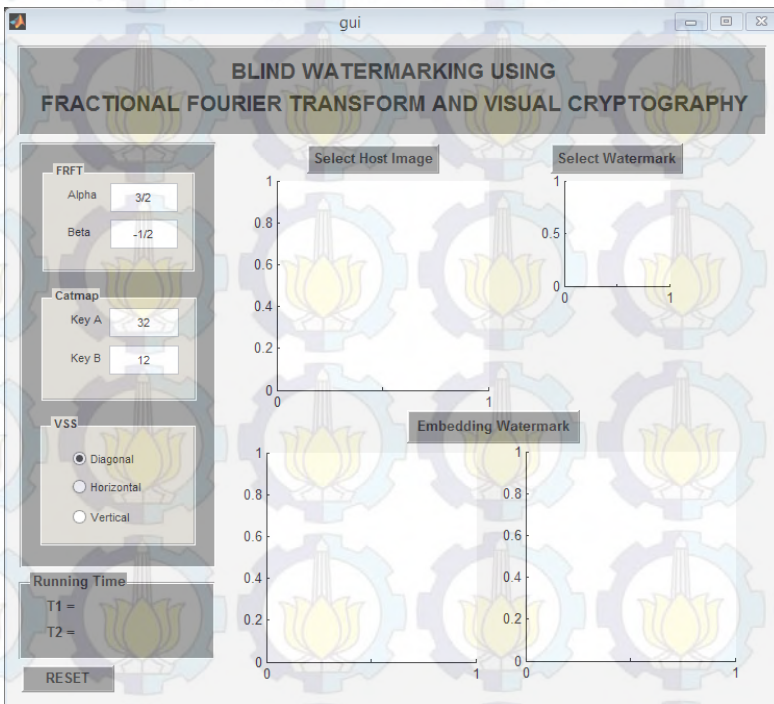 gui
BLIND WATERMARKING USING
FRACTIONAL FOURIER TRANSFORM AND VISUAL CRYPTOGRAPHY
FRFT
Alpha 3/2
Beta -1/2
Catmap
Key A 32
Key B 12
VSS
Diagonal
Horizontal
Vertical
Running Time
T1 =
T2 =
RESET
Select Host Image
1
0.8
0.6
0.4
0.2
0
0 1
Select Watermark
1
0.5
0
0 1
Embedding Watermark
1
0.8
0.6
0.4
0.2
0
0 1
1
0.8
0.6
0.4
0.2
0
0 1